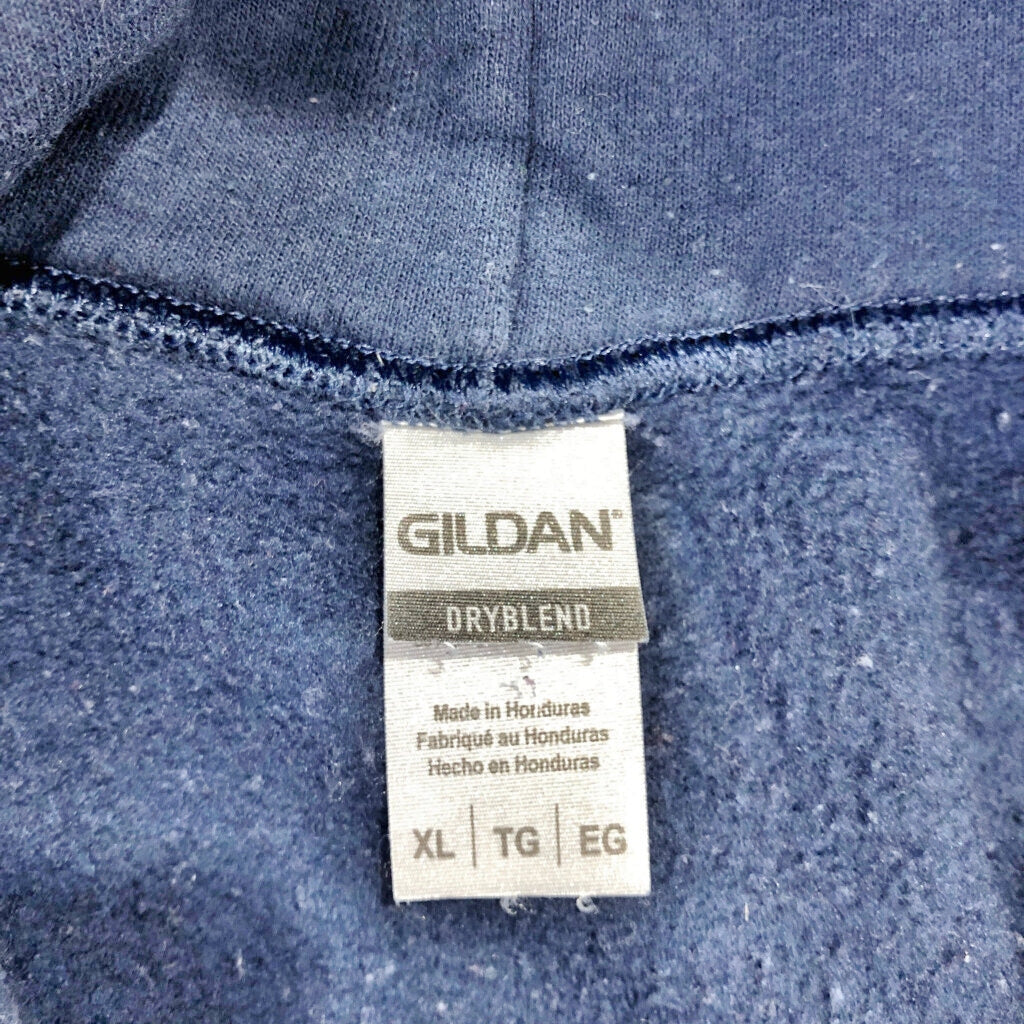 GILDAN
DRYBLEND
Made in Honduras
Fabriqué au Honduras
Hecho en Honduras
XL | TG | EG